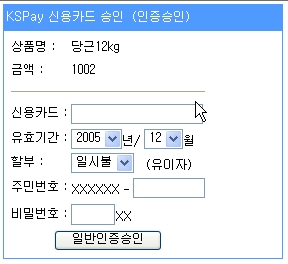 KSPay 신용카드 승인 (인증승인)
상품명 : 당근12kg
금액 : 1002
신용카드 :
유효기간 : 2005 년/ 12 월
할부 : 일시불 (유이자)
주민번호 : XXXXXX -
비밀번호 : XX
일반인증승인